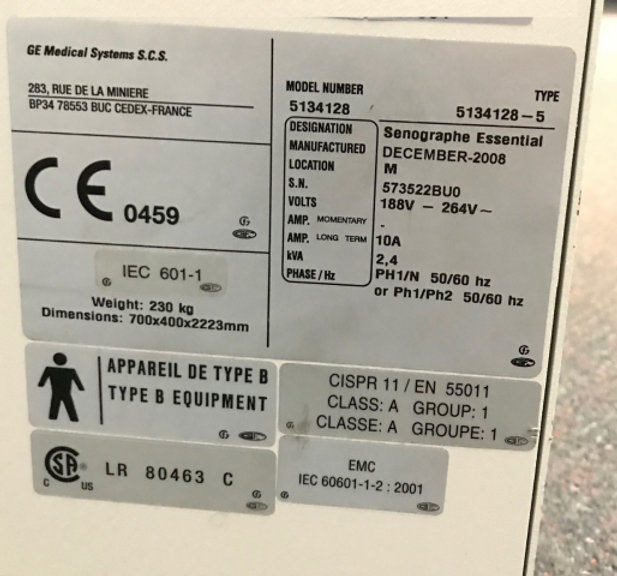 GE Medical Systems S.C.S.
283, RUE DE LA MINIERE
BP34 78553 BUC CEDEX-FRANCE
CE 0459
IEC 601-1
Weight: 230 kg
Dimensions: 700x400x2223mm
MODEL NUMBER TYPE
5134128 5134128-5
DESIGNATION Senographe Essential
MANUFACTURED DECEMBER-2008
LOCATION M
S.N. 573522BU0
VOLTS 188V - 264V~
AMP. MOMENTARY -
AMP. LONG TERM 10A
kVA 2,4
PHASE/Hz PH1/N 50/60 hz
or Ph1/Ph2 50/60 hz
APPAREIL DE TYPE B
TYPE B EQUIPMENT
CISPR 11 / EN 55011
CLASS: A GROUP: 1
CLASSE: A GROUPE: 1
LR 80463 C
C SA ® US
EMC
IEC 60601-1-2 : 2001